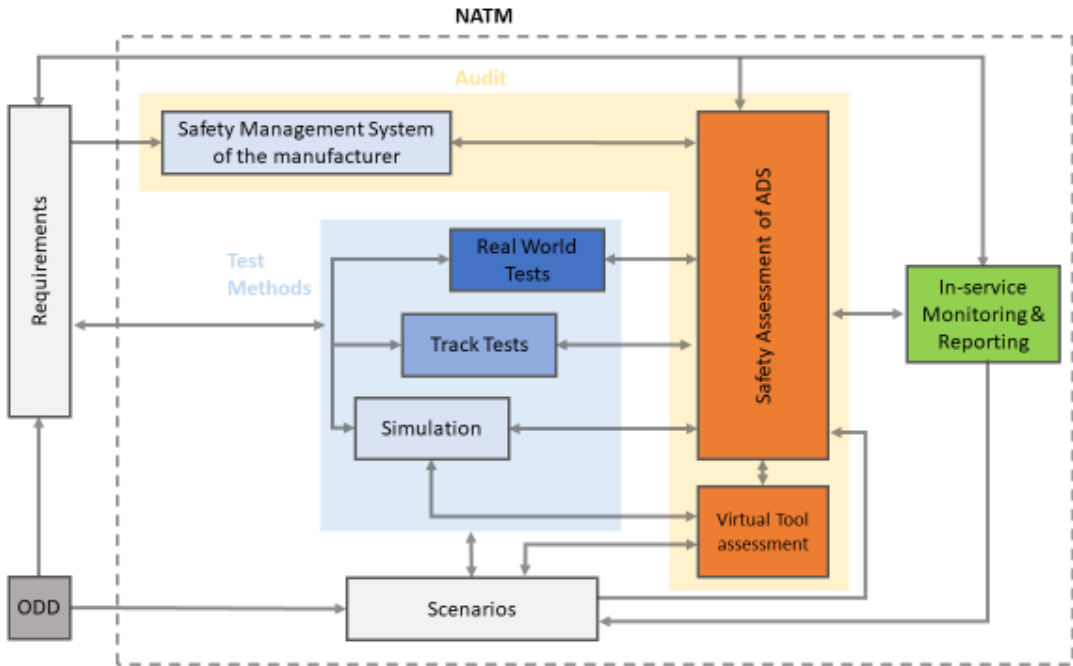 NATM
Audit
Safety Management System
of the manufacturer
Requirements
Safety Assessment of ADS
Real World
Tests
Test
Methods
Track Tests
Simulation
In-service
Monitoring &
Reporting
Virtual Tool
assessment
ODD
Scenarios